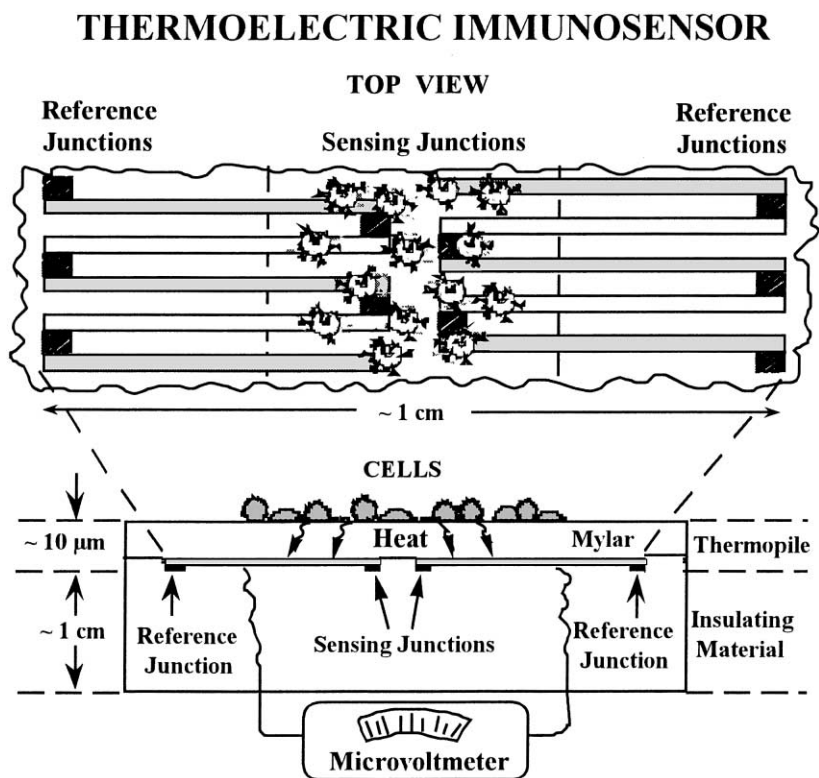 THERMOELECTRIC IMMUNOSENSOR
TOP VIEW
Reference
Junctions
Sensing Junctions
Reference
Junctions
~ 1 cm
CELLS
~ 10 μm
Heat
Mylar
Thermopile
~ 1 cm
Reference
Junction
Sensing Junctions
Reference
Junction
Insulating
Material
Microvoltmeter